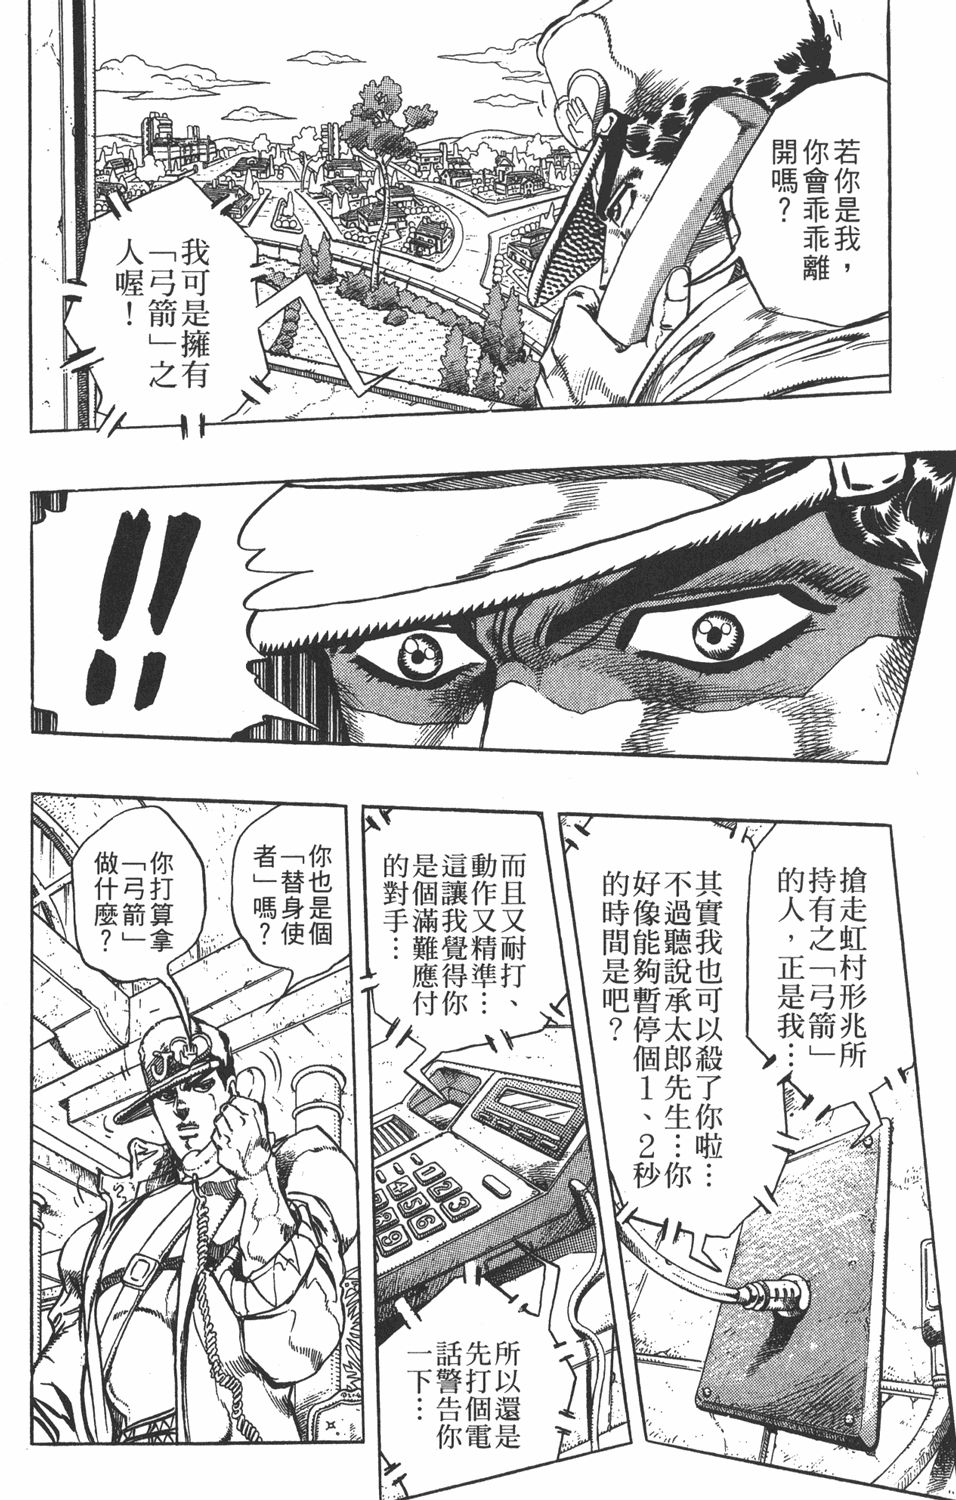 若你是我，
你會乖乖離
開嗎？
我可是擁有
「弓箭」之
人喔！
!!
搶走虹村形兆所
持有之「弓箭」
的人，正是我…
其實我也可以殺了你啦…
不過聽說承太郎先生…你
好像能夠暫停個1、2秒
的時間是吧？
而且又耐打、
動作又精準…
這讓我覺得你
是個滿難應付
的對手…
所以還是
先打個電
話警告你
一下…
你也是個
「替身使
者」嗎？
你打算拿
「弓箭」
做什麼？
J